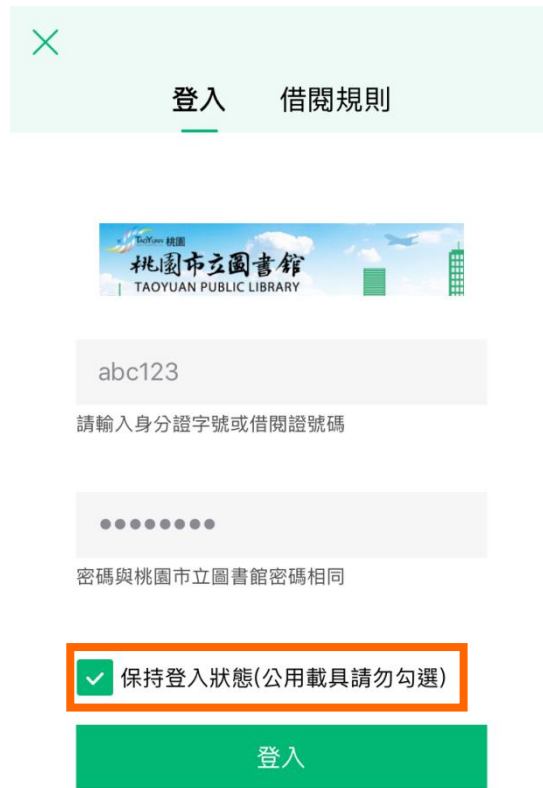 登入 借閱規則
TaoYuan 桃園
桃園市立圖書館
TAOYUAN PUBLIC LIBRARY
abc123
請輸入身分證字號或借閱證號碼
●●●●●●●●
密碼與桃園市立圖書館密碼相同
保持登入狀態(公用載具請勿勾選)
登入